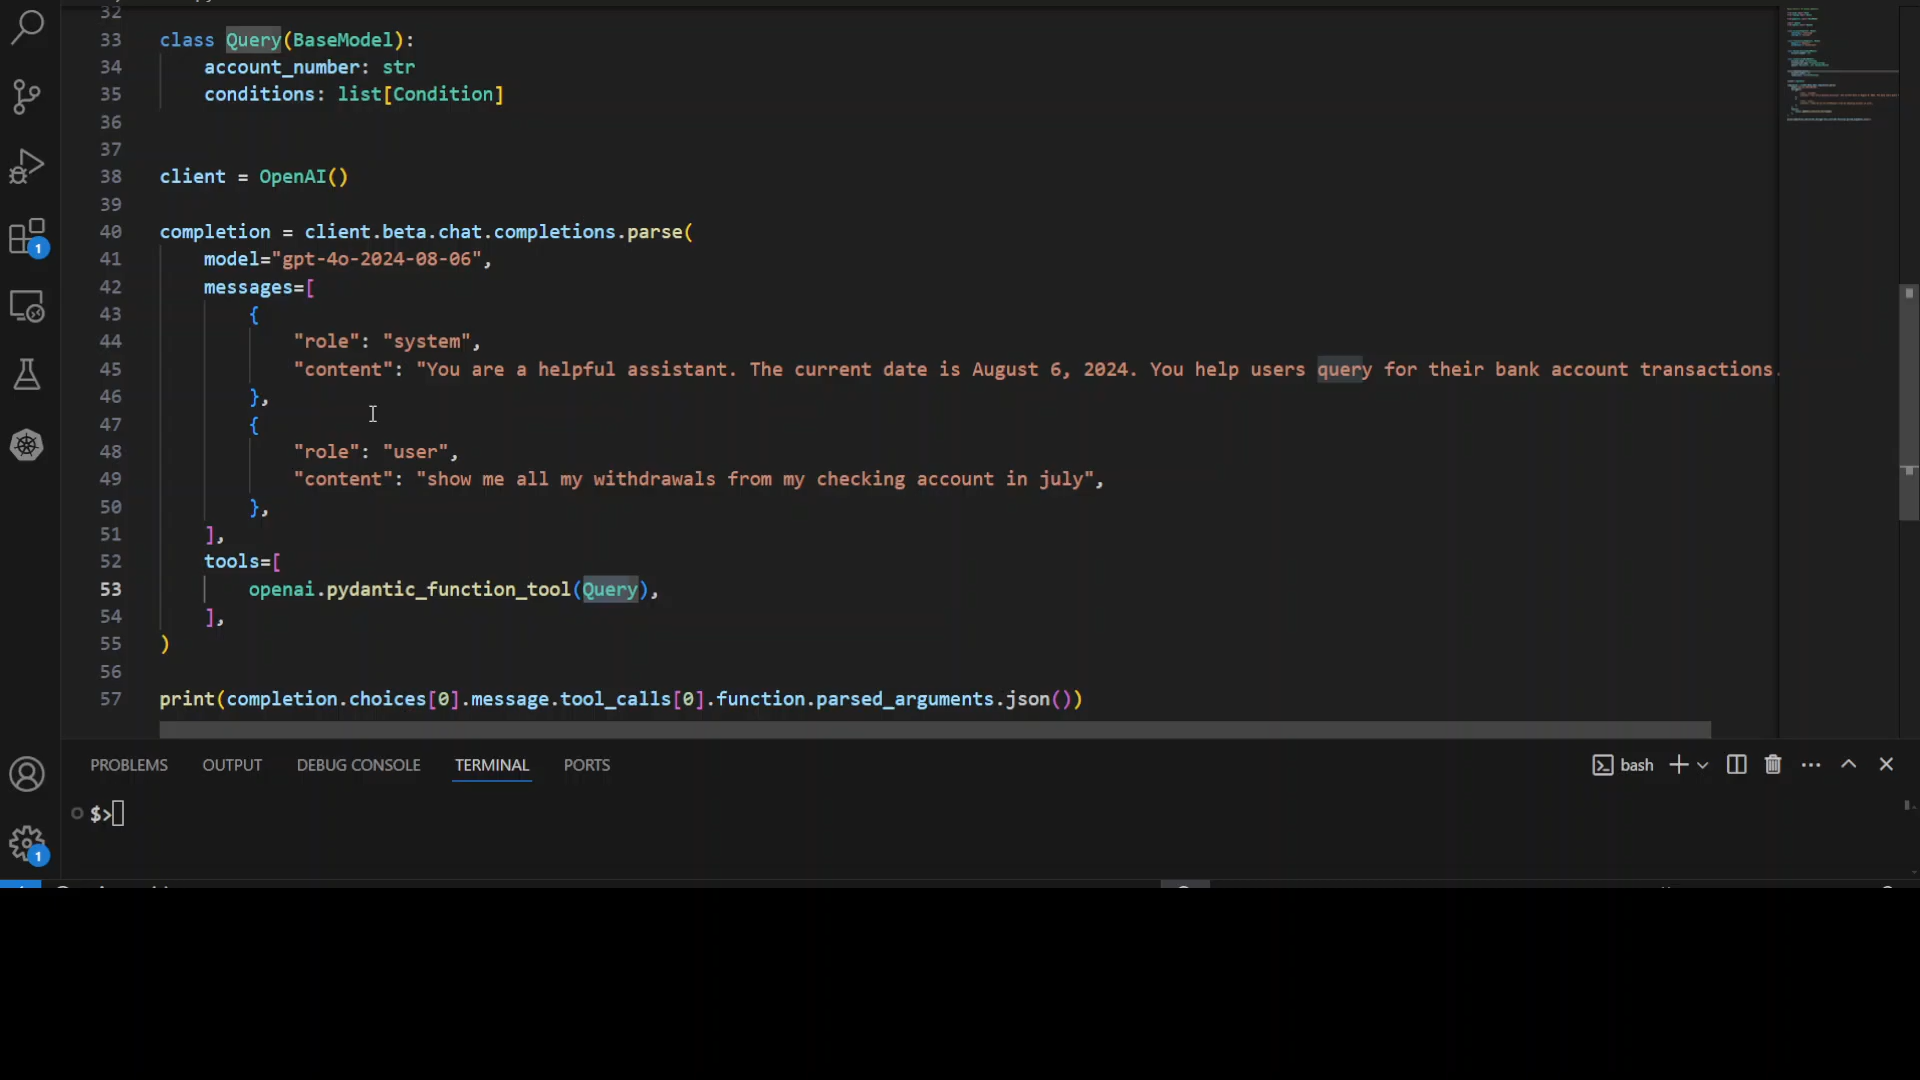 32
33 class Query(BaseModel):
34 account_number: str
35 conditions: list[Condition]
36
37
38 client = OpenAI()
39
40 completion = client.beta.chat.completions.parse(
41 model="gpt-4o-2024-08-06",
42 messages=[
43 {
44 "role": "system",
45 "content": "You are a helpful assistant. The current date is August 6, 2024. You help users query for their bank account transactions.
46 },
47 {
48 "role": "user",
49 "content": "show me all my withdrawals from my checking account in july",
50 },
51 ],
52 tools=[
53 openai.pydantic_function_tool(Query),
54 ],
55 )
56
57 print(completion.choices[0].message.tool_calls[0].function.parsed_arguments.json())
1
1
PROBLEMS OUTPUT DEBUG CONSOLE TERMINAL PORTS bash
$>